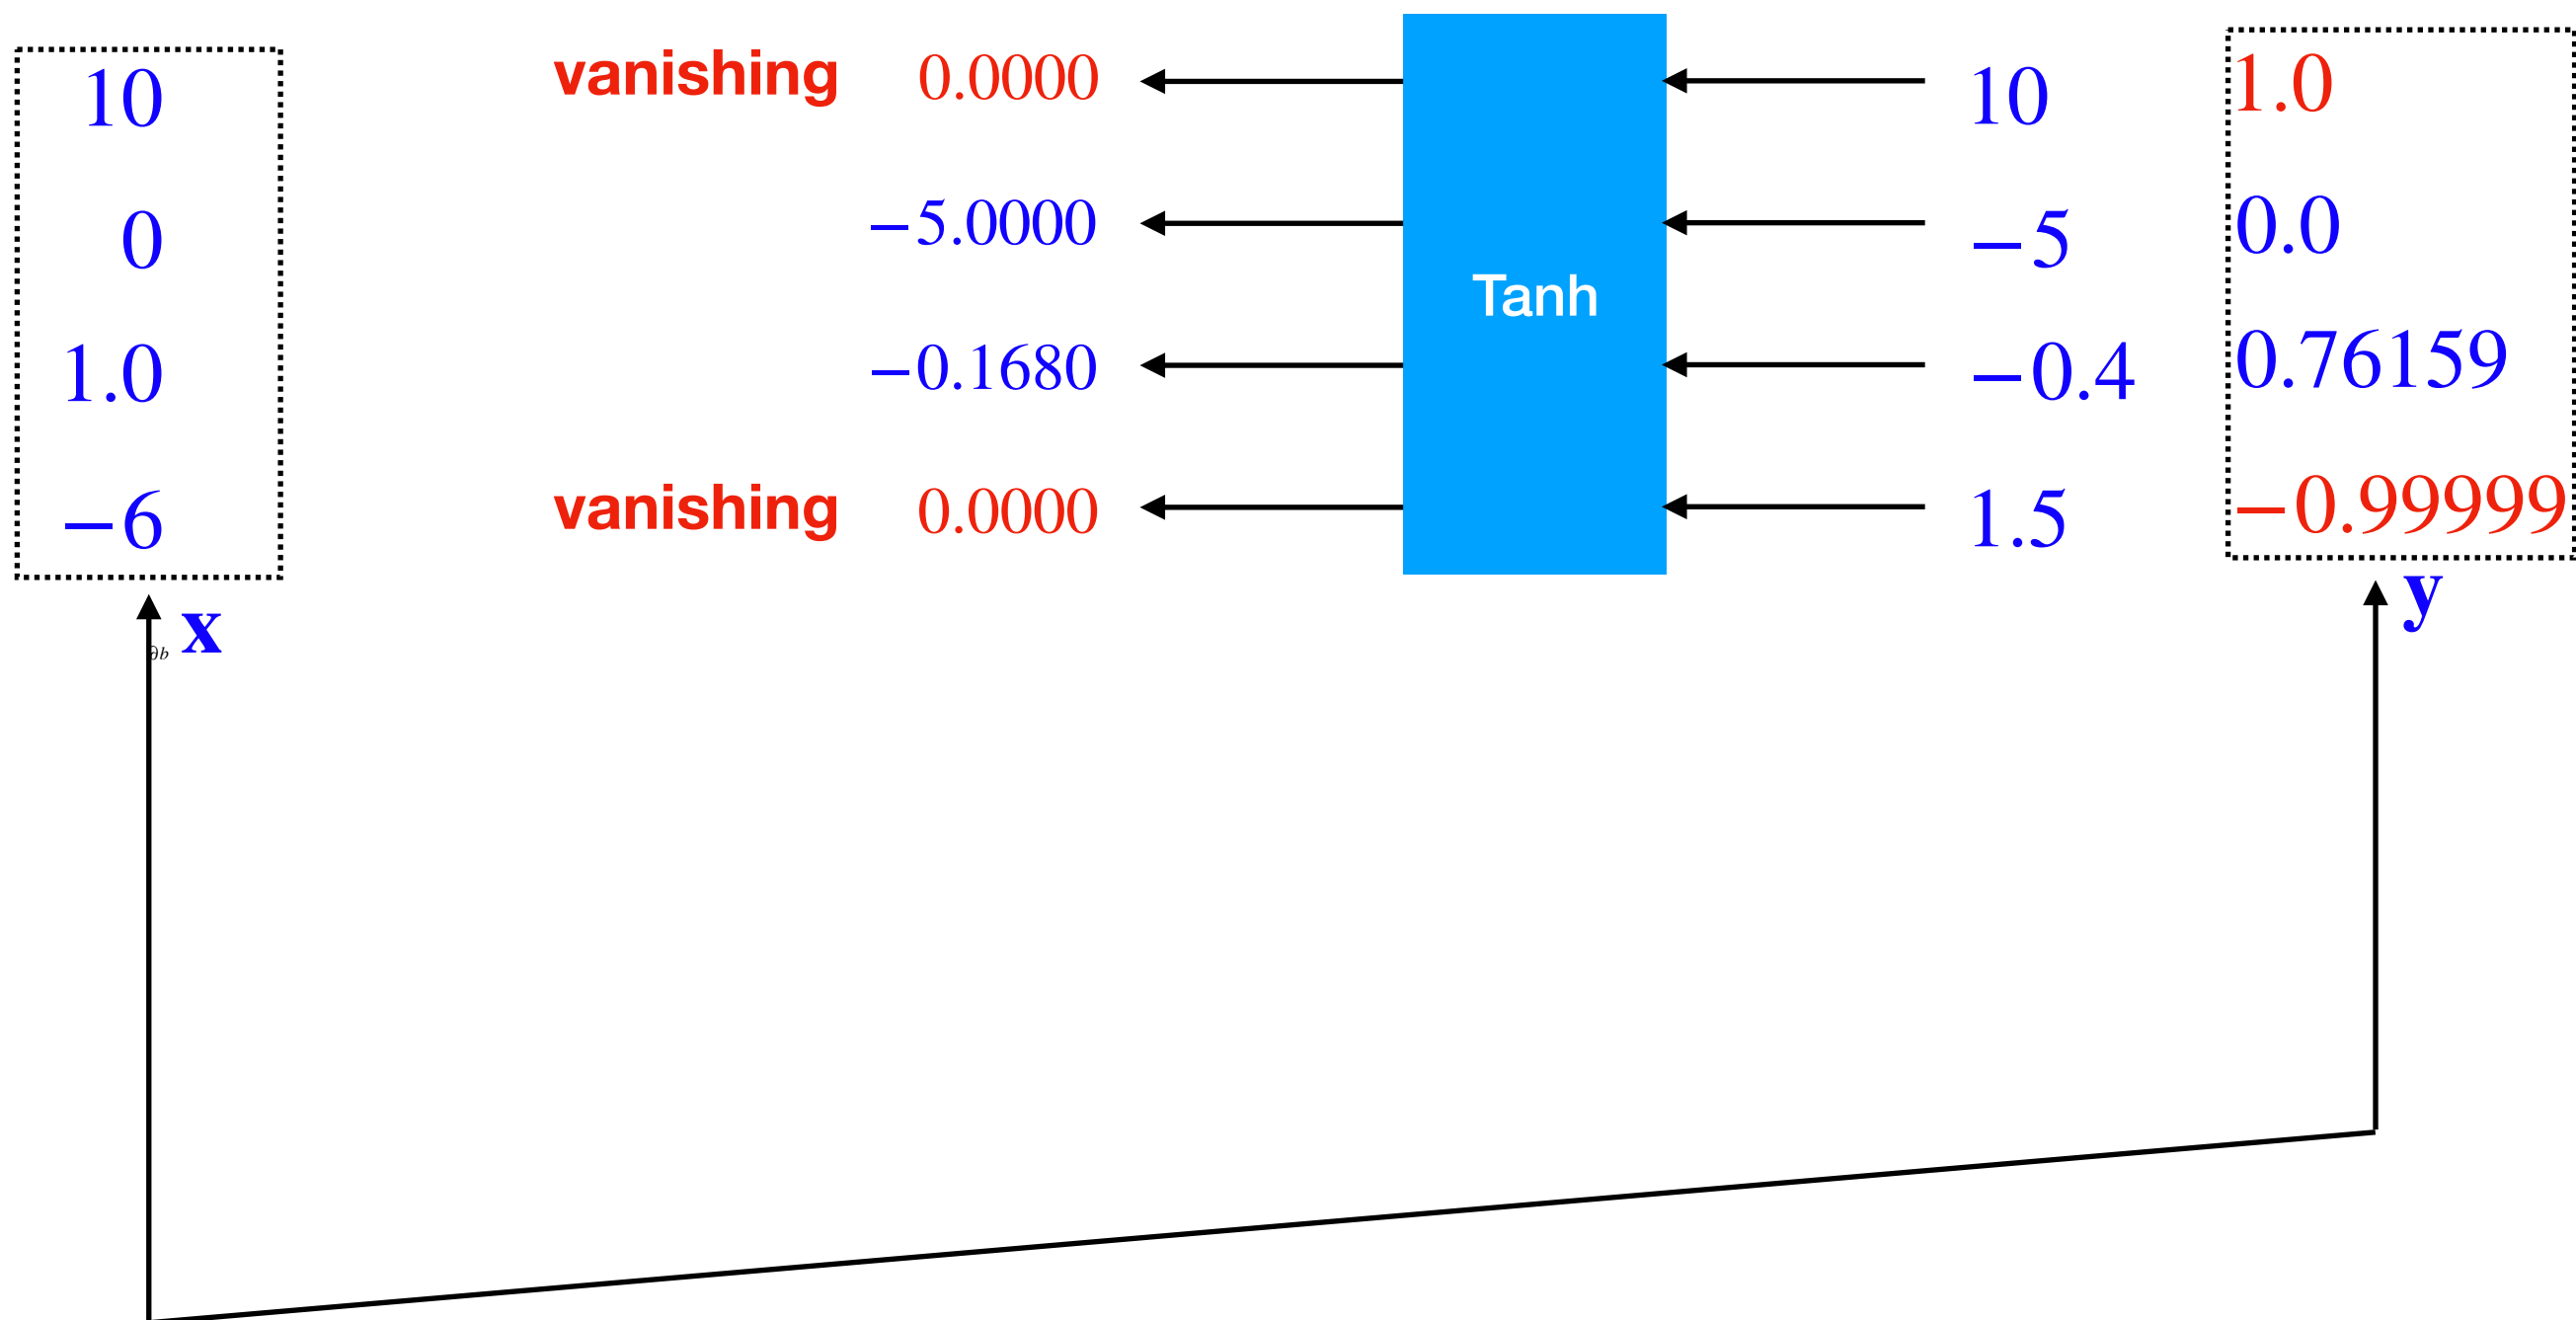 10 vanishing 0.0000 10 1.0
0 −5.0000 −5 0.0
Tanh
1.0 −0.1680 −0.4 0.76159
−6 vanishing 0.0000 1.5 −0.99999
x y
∂b